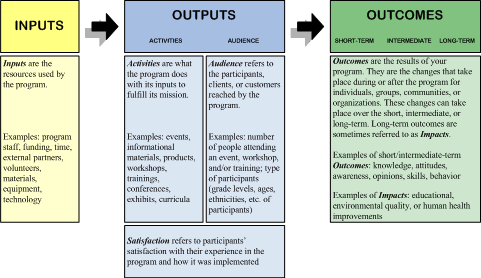 INPUTS
Inputs are the
resources used by
the program.
Examples: program
staff, funding, time,
external partners,
volunteers,
materials,
equipment,
technology
OUTPUTS
ACTIVITIES
AUDIENCE
Activities are what
the program does
with its inputs to
fulfill its mission.
Examples: events,
informational
materials, products,
workshops,
trainings,
conferences,
exhibits, curricula
Audience refers to
the participants,
clients, or customers
reached by the
program.
Examples: number of
people attending
an event, workshop,
and/or training; type
of participants
(grade levels, ages,
ethnicities, etc. of
participants)
Satisfaction refers to participants'
satisfaction with their experience in the
program and how it was implemented
OUTCOMES
SHORT-TERM INTERMEDIATE LONG-TERM
Outcomes are the results of your
program. They are the changes that take
place during or after the program for
individuals, groups, communities, or
organizations. These changes can take
place over the short, intermediate, or
long-term. Long-term outcomes are
sometimes referred to as Impacts.
Examples of short/intermediate-term
Outcomes: knowledge, attitudes,
awareness, opinions, skills, behavior
Examples of Impacts: educational,
environmental quality, or human health
improvements